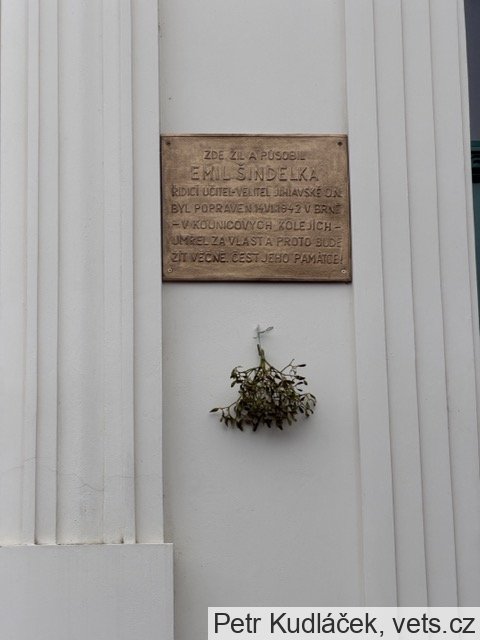 ZDE ŽIL A PŮSOBIL
EMIL ŠINDELKA
ŘÍDÍCÍ UČITEL-VELITEL JIHLAVSKÉ O.N.
BYL POPRAVEN 14.VI.1942 V BRNĚ
- V KOUNICOVÝCH KOLEJÍCH -
UMŘEL ZA VLAST A PROTO BUDE
ŽÍT VĚČNĚ. ČEST JEHO PAMÁTCE!
Petr Kudláček, vets.cz